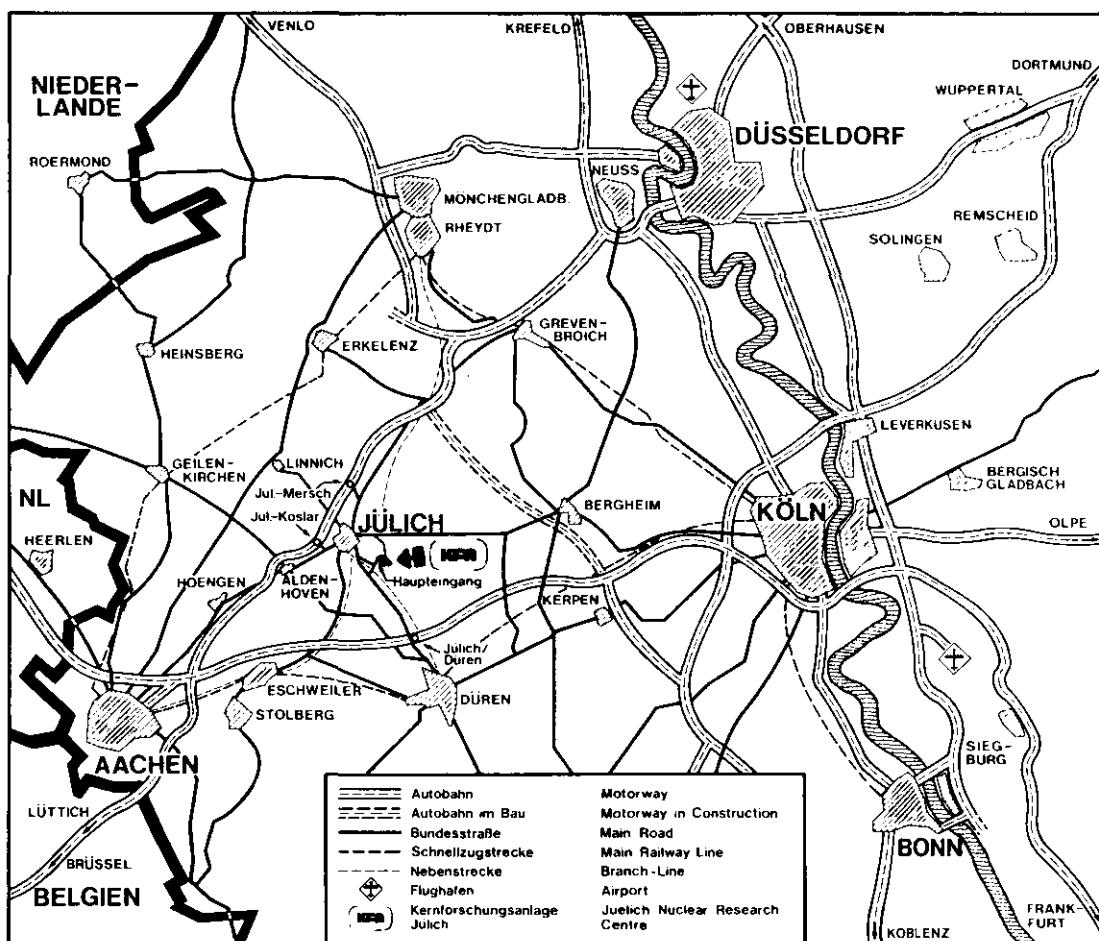 VENLO
KREFELD
OBERHAUSEN
DORTMUND
NIEDER-
LANDE
WUPPERTAL
DÜSSELDORF
ROERMOND
NEUSS
MÖNCHENGLADB.
RHEYDT
REMSCHEID
SOLINGEN
GREVEN-
BROICH
ERKELENZ
HEINSBERG
LEVERKUSEN
GEILEN-
KIRCHEN
LINNICH
BERGISCH
GLADBACH
NL
Jül.-Mersch
KÖLN
BERGHEIM
Jül.-Koslar
JÜLICH
OLPE
HEERLEN
KFA
Haupteingang
HOENGEN
ALDEN-
HOVEN
KERPEN
Jülich/
Düren
ESCHWEILER
DÜREN
STOLBERG
AACHEN
SIEG-
BURG
LÜTTICH
BONN
BRÜSSEL
BELGIEN
FRANK-
FURT
KOBLENZ
Autobahn Motorway
Autobahn im Bau Motorway in Construction
Bundesstraße Main Road
Schnellzugstrecke Main Railway Line
Nebenstrecke Branch-Line
Flughafen Airport
KFA Kernforschungsanlage Juelich Nuclear Research
Jülich Centre